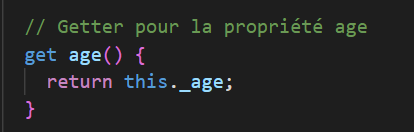 // Getter pour la propriété age
get age() {
  return this._age;
}